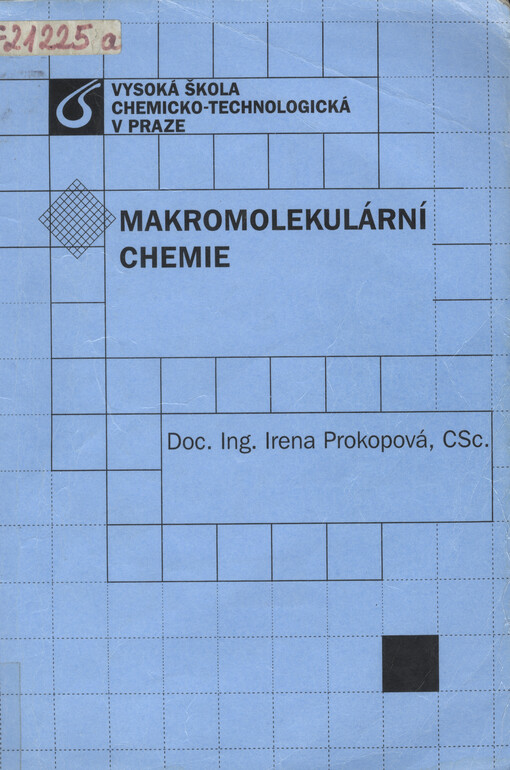 F21225 a
VYSOKÁ ŠKOLA
CHEMICKO-TECHNOLOGICKÁ
V PRAZE
MAKROMOLEKULÁRNÍ
CHEMIE
Doc. Ing. Irena Prokopová, CSc.